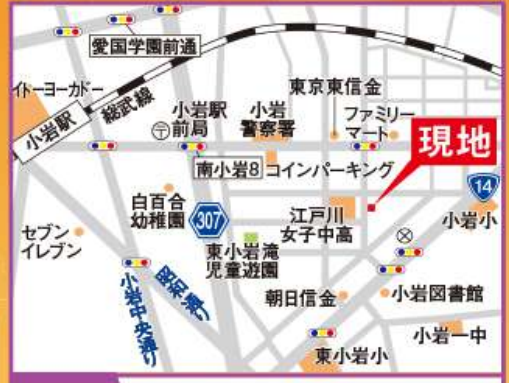 愛国学園前通
イトーヨーカドー
東京東信金
総武線
小岩駅
小岩駅
前局
小岩
警察署
ファミリー
マート
現地
南小岩8
コインパーキング
14
白百合
幼稚園
307
江戸川
女子中高
小岩小
セブン
イレブン
東小岩滝
児童遊園
小岩中央通り
昭和通り
朝日信金
小岩図書館
小岩一中
東小岩小